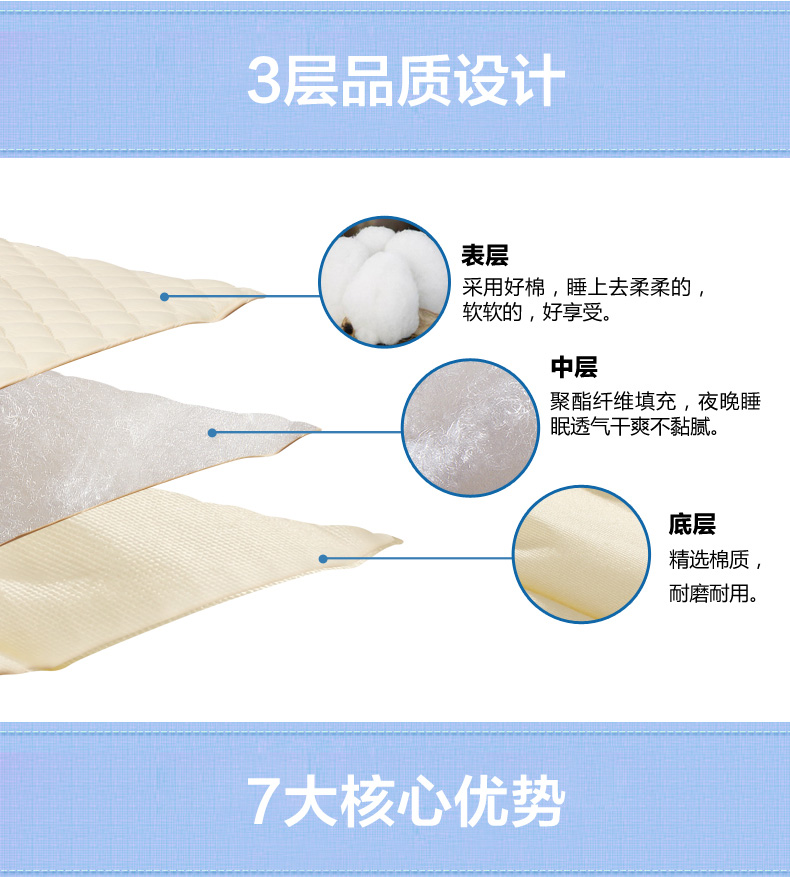 3层品质设计
表层
采用好棉，睡上去柔柔的，
软软的，好享受。
中层
聚酯纤维填充，夜晚睡
眠透气干爽不黏腻。
底层
精选棉质，
耐磨耐用。
7大核心优势